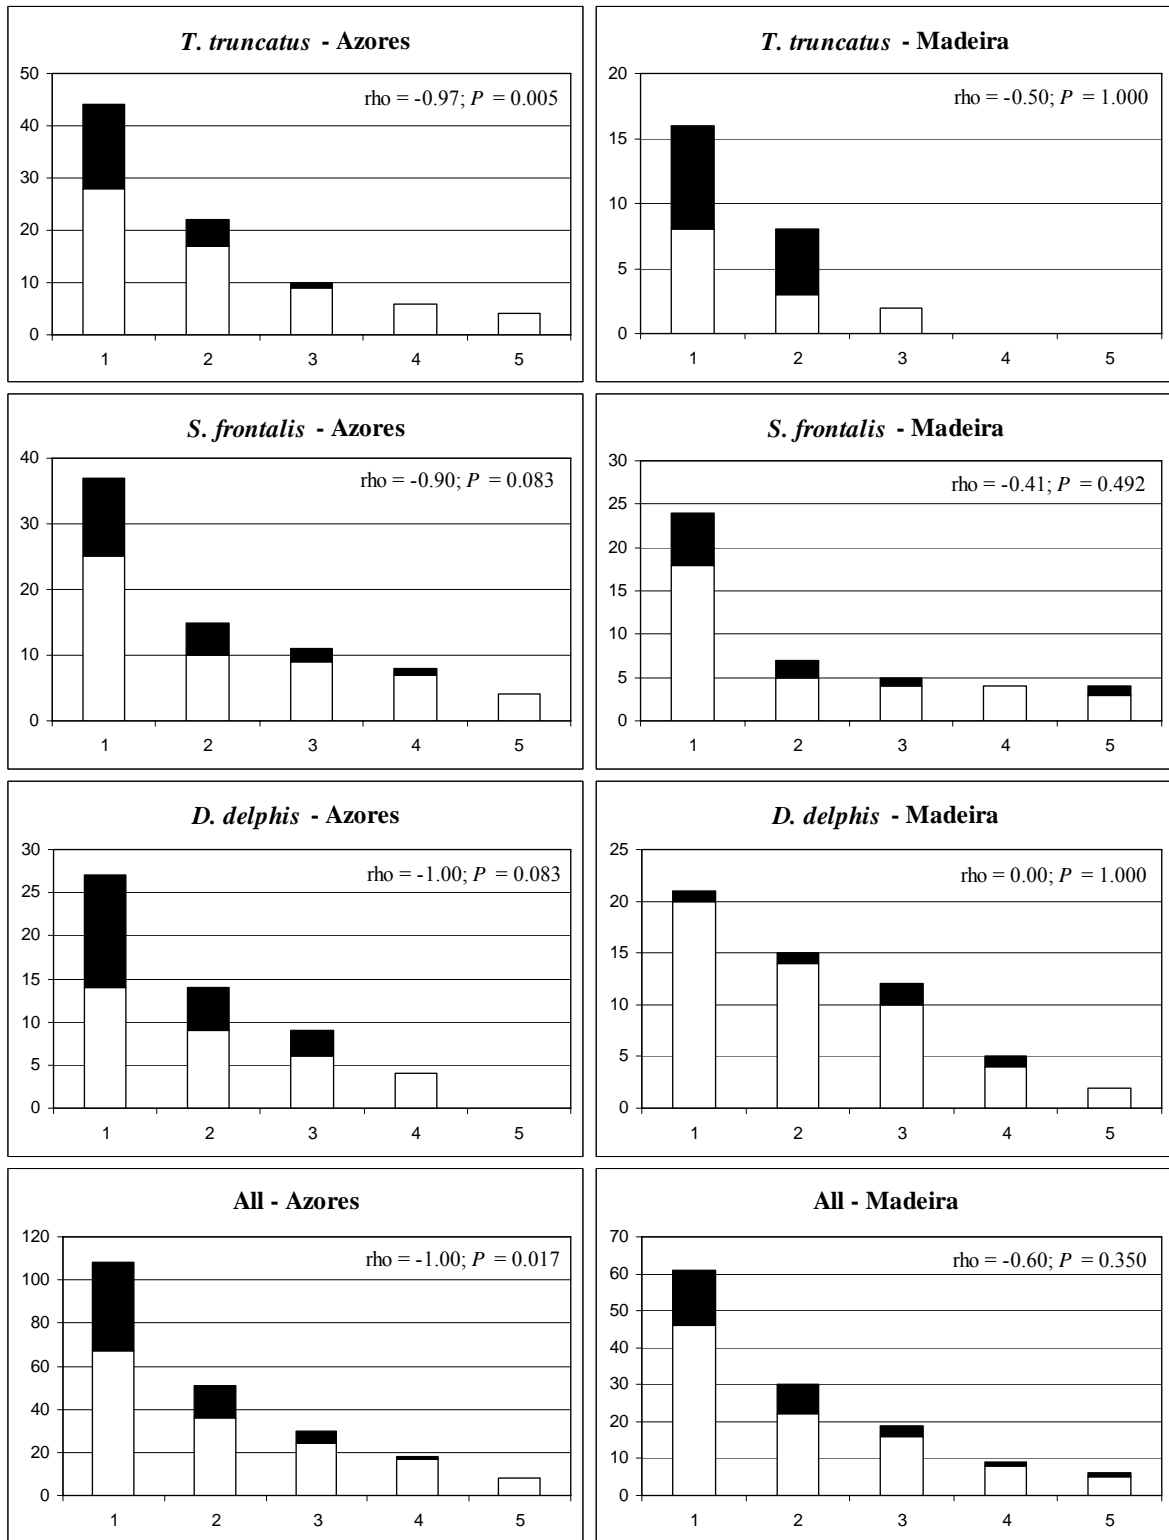 T. truncatus - Azores
rho = -0.97; P = 0.005
50
40
30
20
10
0
1 2 3 4 5
T. truncatus - Madeira
rho = -0.50; P = 1.000
20
15
10
5
0
1 2 3 4 5
S. frontalis - Azores
rho = -0.90; P = 0.083
40
30
20
10
0
1 2 3 4 5
S. frontalis - Madeira
rho = -0.41; P = 0.492
30
25
20
15
10
5
0
1 2 3 4 5
D. delphis - Azores
rho = -1.00; P = 0.083
30
25
20
15
10
5
0
1 2 3 4 5
D. delphis - Madeira
rho = 0.00; P = 1.000
25
20
15
10
5
0
1 2 3 4 5
All - Azores
rho = -1.00; P = 0.017
120
100
80
60
40
20
0
1 2 3 4 5
All - Madeira
rho = -0.60; P = 0.350
70
60
50
40
30
20
10
0
1 2 3 4 5